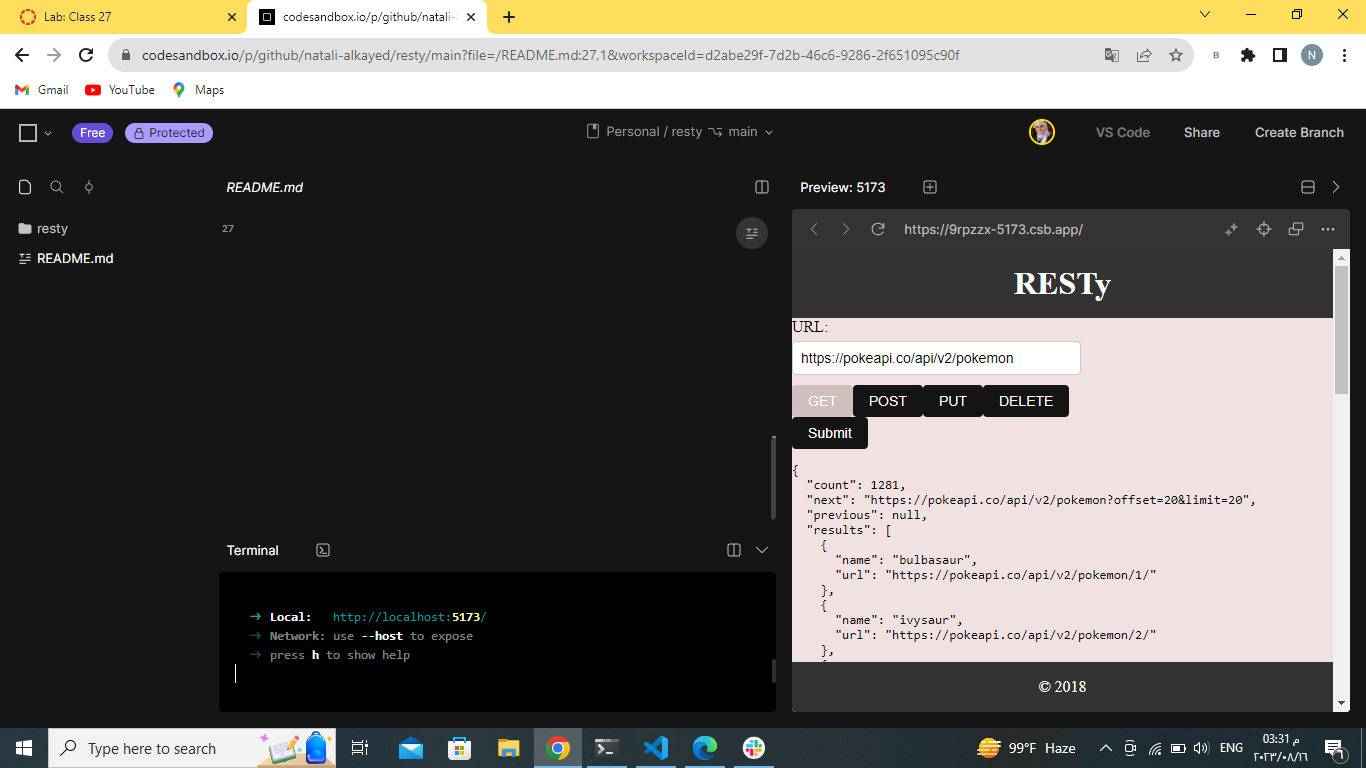 Lab: Class 27
codesandbox.io/p/github/natali-
codesandbox.io/p/github/natali-alkayed/resty/main?file=/README.md:27,1&workspaceId=d2abe29f-7d2b-46c6-9286-2f651095c90f
B
N
Gmail
YouTube
Maps
Free
Protected
Personal / resty
main
VS Code
Share
Create Branch
README.md
Preview: 5173
resty
27
https://9rpzzx-5173.csb.app/
README.md
RESTy
URL:
https://pokeapi.co/api/v2/pokemon
GET POST PUT DELETE
Submit
{
"count": 1281,
"next": "https://pokeapi.co/api/v2/pokemon?offset=20&limit=20",
"previous": null,
"results": [
{
"name": "bulbasaur",
"url": "https://pokeapi.co/api/v2/pokemon/1/"
},
{
"name": "ivysaur",
"url": "https://pokeapi.co/api/v2/pokemon/2/"
},
© 2018
Terminal
➜ Local: http://localhost:5173/
➜ Network: use --host to expose
➜ press h to show help
Type here to search
99°F Haze
ENG
03:31 م
٢٠٢٣/٠٨/١٦
٦